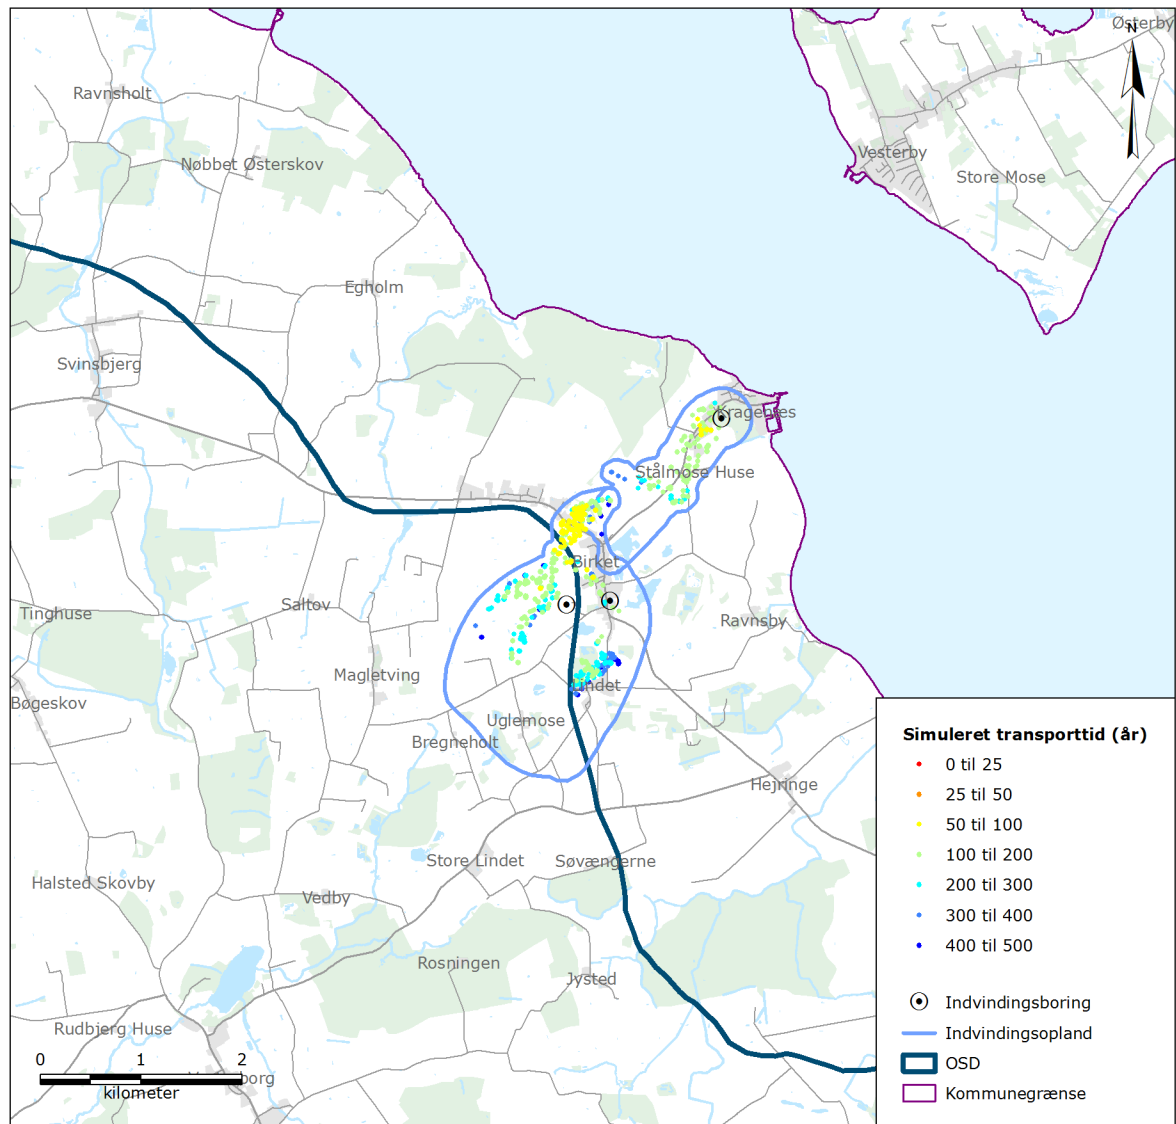 Østerby
N
Ravnsholt
Vesterby
Nøbbet Østerskov
Store Mose
Egholm
Svinsbjerg
Kragenæs
Stålmose Huse
Birket
Saltov
Tinghuse
Ravnsby
Magletving
Lindet
Bøgeskov
Uglemose
Bregneholt
Hejringe
Store Lindet
Søvængerne
Halsted Skovby
Vedby
Rosningen
Jysted
Rudbjerg Huse
borg
0 1 2
kilometer
Simuleret transporttid (år)
0 til 25
25 til 50
50 til 100
100 til 200
200 til 300
300 til 400
400 til 500
Indvindingsboring
Indvindingsopland
OSD
Kommunegrænse